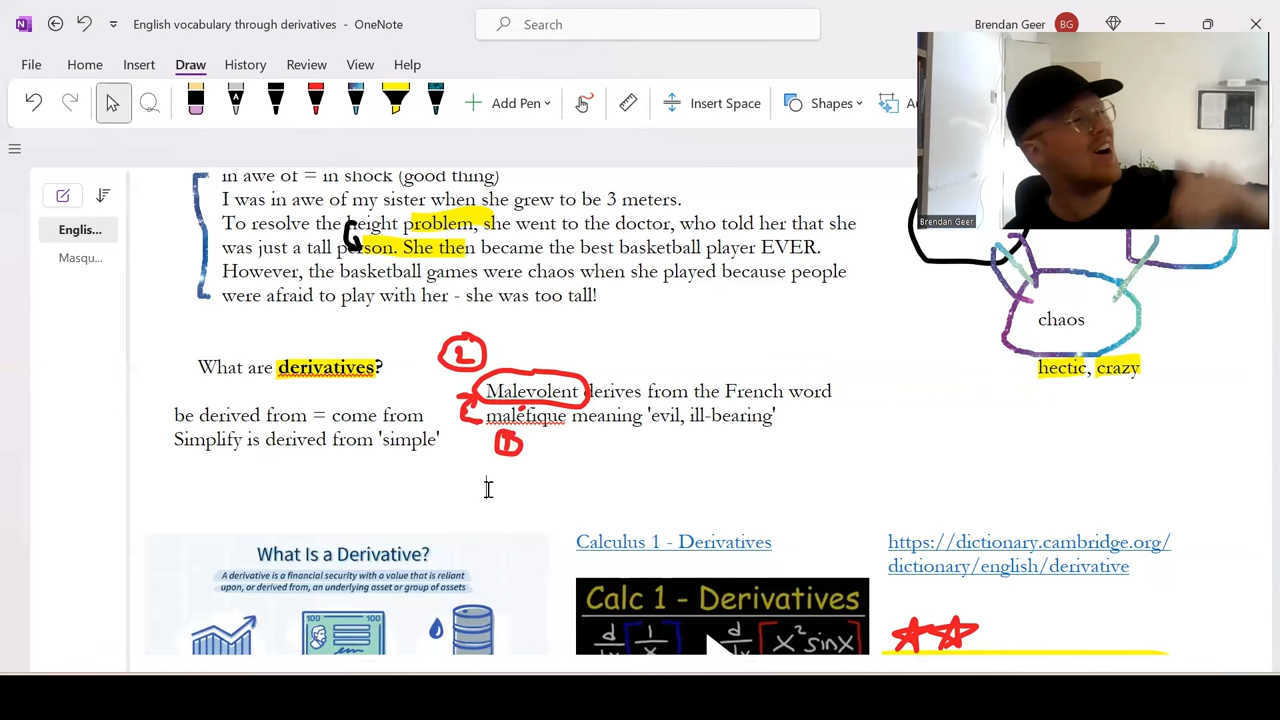 English vocabulary through derivatives - OneNote
Search
Brendan Geer
BG
File Home Insert Draw History Review View Help
Add Pen
Insert Space
Shapes
Englis...
Masqu...
in awe of = in shock (good thing)
I was in awe of my sister when she grew to be 3 meters.
To resolve the height problem, she went to the doctor, who told her that she
was just a tall person. She then became the best basketball player EVER.
However, the basketball games were chaos when she played because people
were afraid to play with her - she was too tall!
Brendan Geer
chaos
hectic, crazy
What are derivatives?
be derived from = come from
Simplify is derived from 'simple'
2
Malevolent derives from the French word
maléfique meaning 'evil, ill-bearing'
1
What Is a Derivative?
A derivative is a financial security with a value that is reliant
upon, or derived from, an underlying asset or group of assets
100 100
Calculus 1 - Derivatives
Calc 1 - Derivatives
https://dictionary.cambridge.org/
dictionary/english/derivative